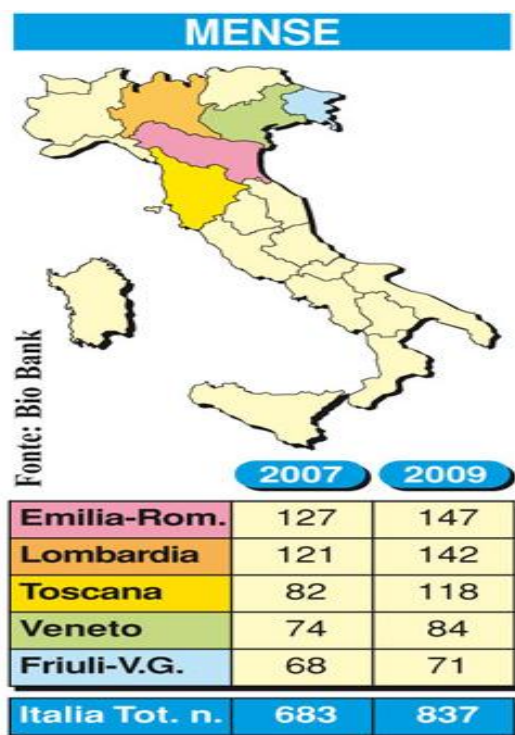 MENSE
Fonte: Bio Bank
2007 2009
Emilia-Rom. 127 147
Lombardia 121 142
Toscana 82 118
Veneto 74 84
Friuli-V.G. 68 71
Italia Tot. n. 683 837